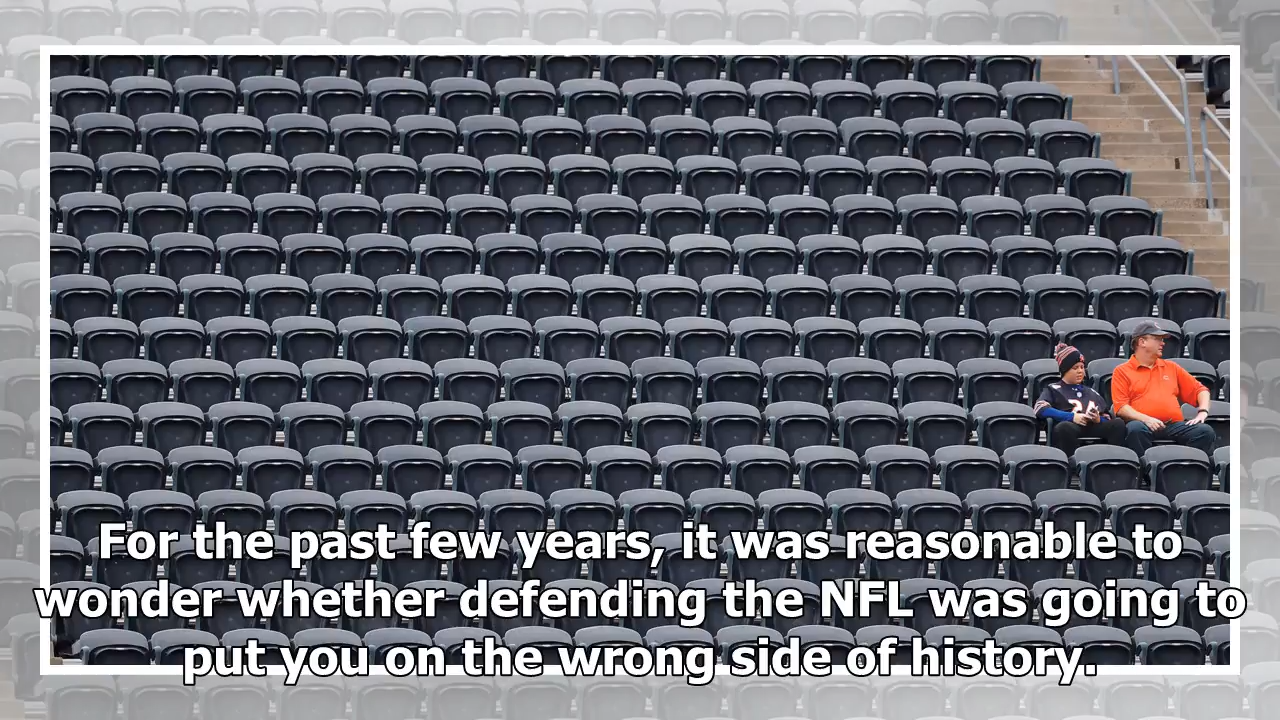 For the past few years, it was reasonable to
wonder whether defending the NFL was going to
put you on the wrong side of history.